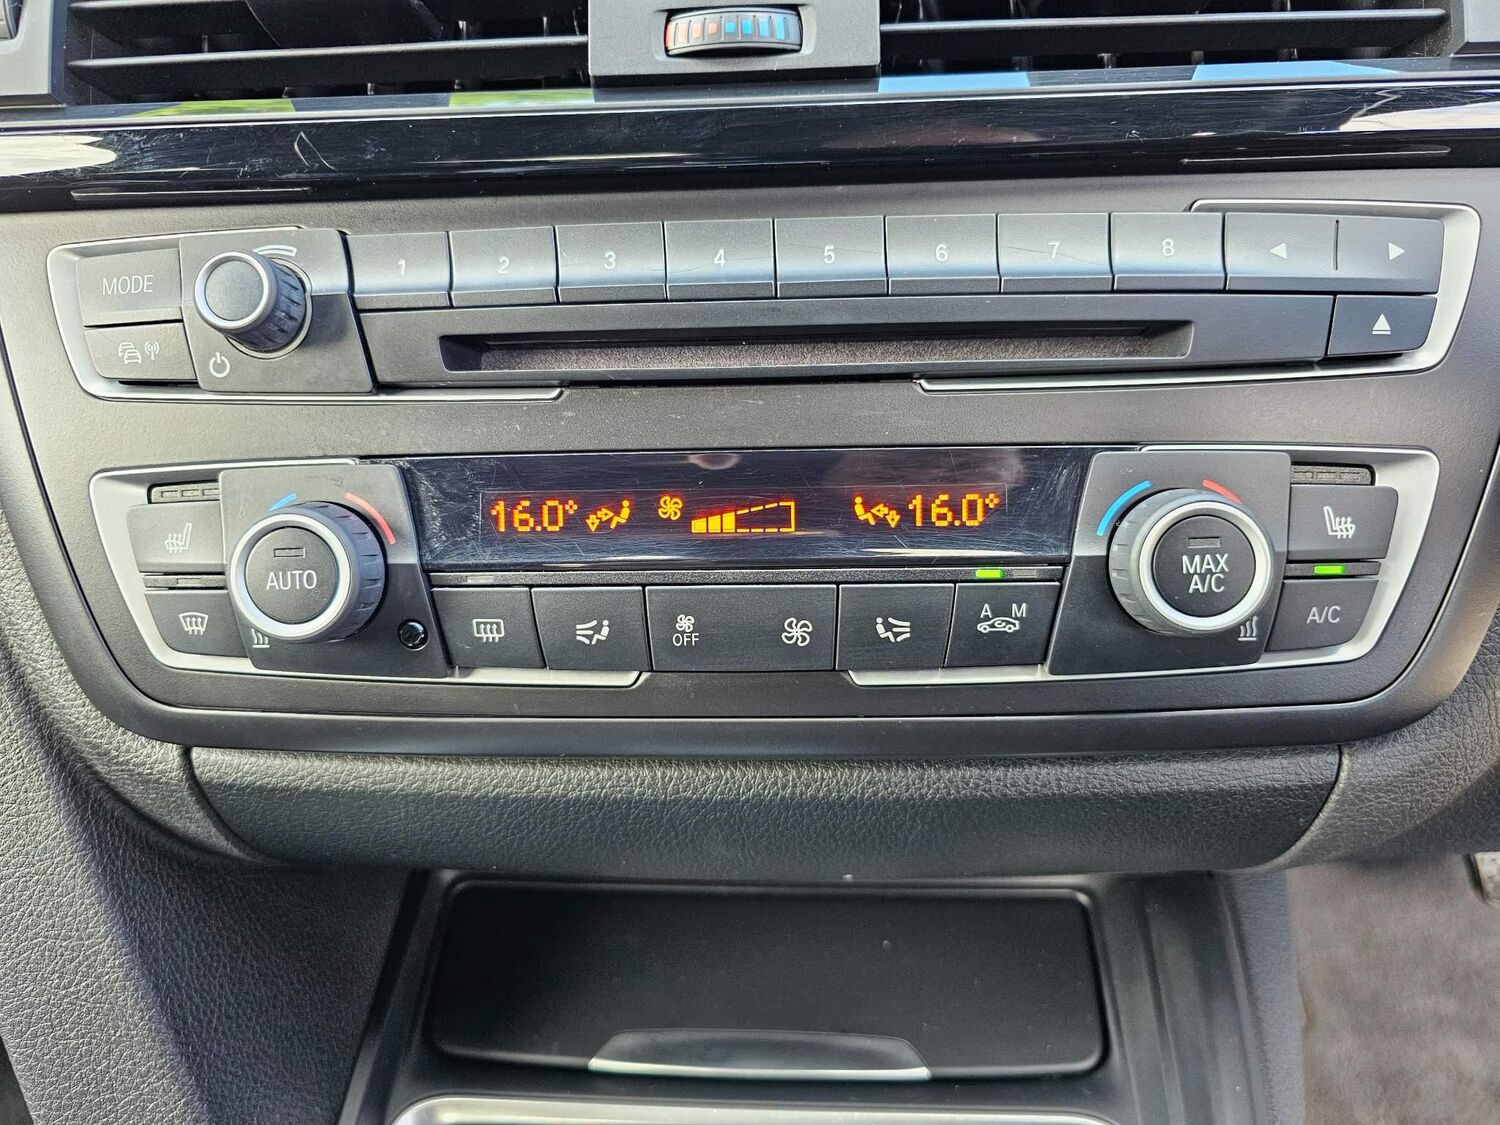 MODE
1 2 3 4 5 6 7 8
16.0° 16.0°
AUTO
MAX
A/C
OFF
A M
A/C